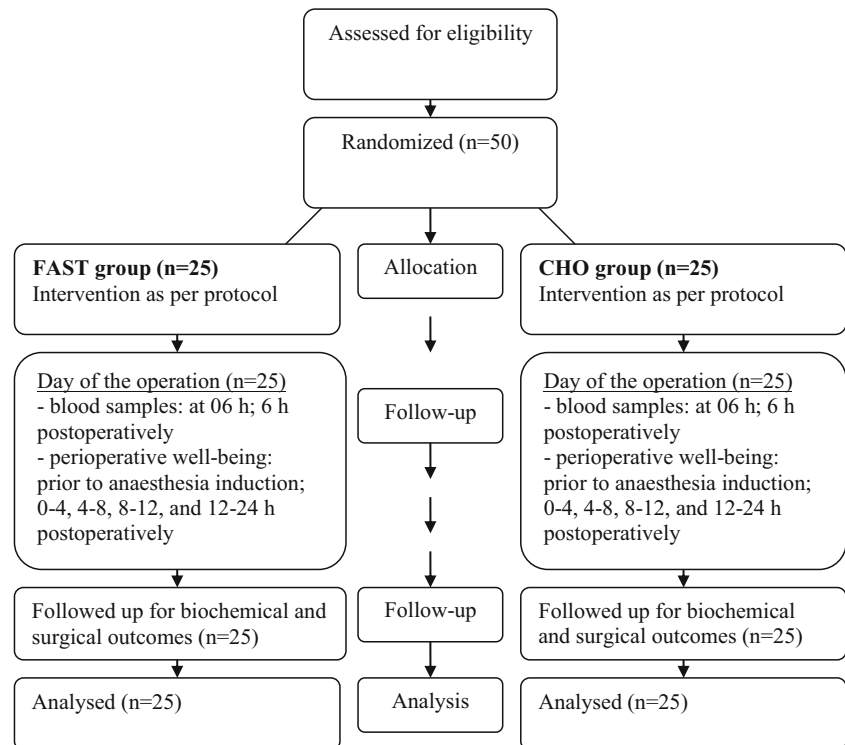 Assessed for eligibility
Randomized (n=50)
FAST group (n=25)
Intervention as per protocol
Allocation
CHO group (n=25)
Intervention as per protocol
Day of the operation (n=25)
- blood samples: at 06 h; 6 h
postoperatively
- perioperative well-being:
prior to anaesthesia induction;
0-4, 4-8, 8-12, and 12-24 h
postoperatively
Follow-up
Day of the operation (n=25)
- blood samples: at 06 h; 6 h
postoperatively
- perioperative well-being:
prior to anaesthesia induction;
0-4, 4-8, 8-12, and 12-24 h
postoperatively
Followed up for biochemical and
surgical outcomes (n=25)
Follow-up
Followed up for biochemical
and surgical outcomes (n=25)
Analysed (n=25)
Analysis
Analysed (n=25)